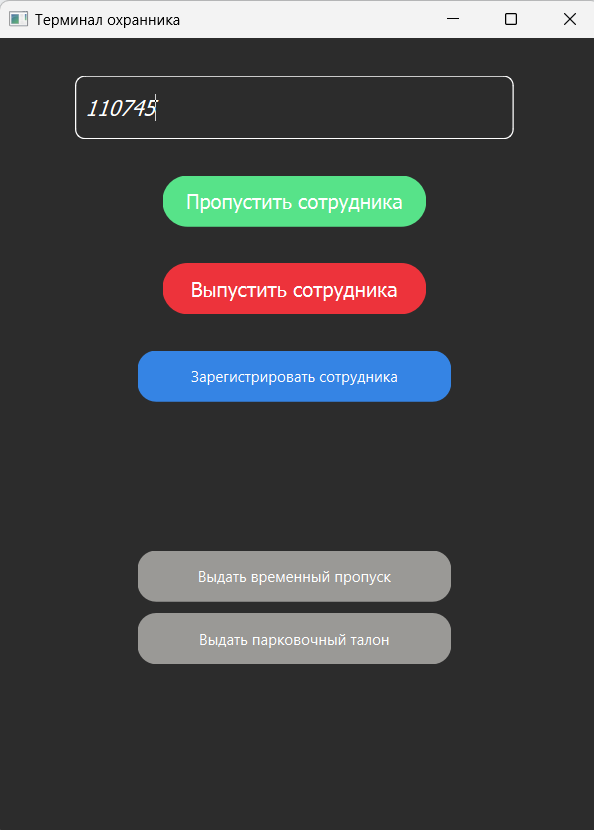 Терминал охранника
110745
Пропустить сотрудника
Выпустить сотрудника
Зарегистрировать сотрудника
Выдать временный пропуск
Выдать парковочный талон